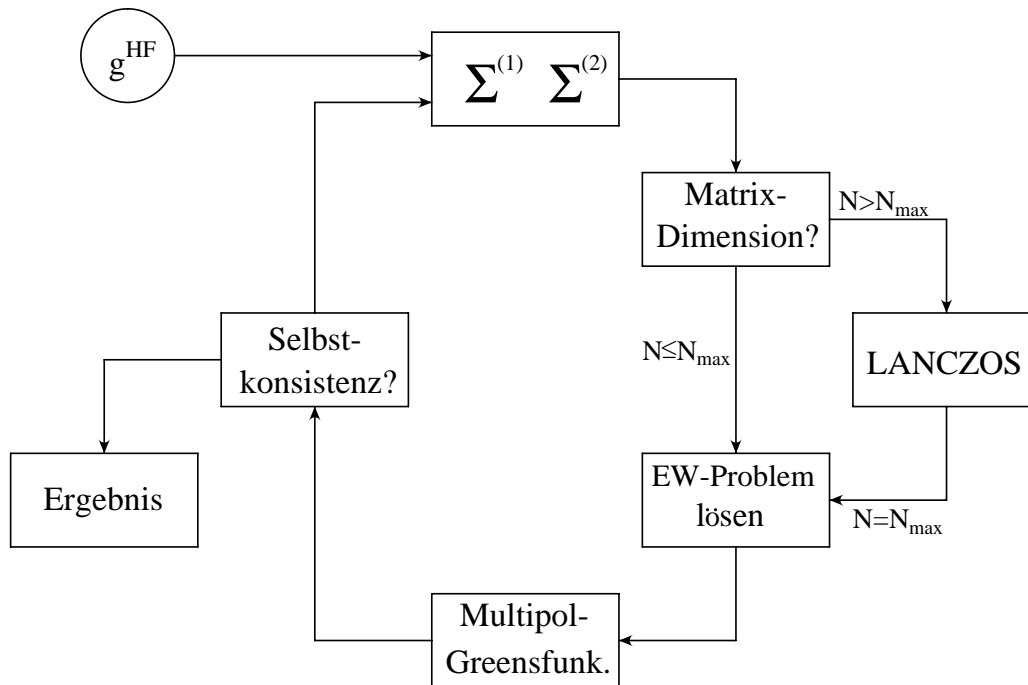 g^HF
Σ^(1) Σ^(2)
Matrix-
Dimension?
N>N_max
Selbst-
konsistenz?
N≤N_max
LANCZOS
Ergebnis
EW-Problem
lösen
N=N_max
Multipol-
Greensfunk.